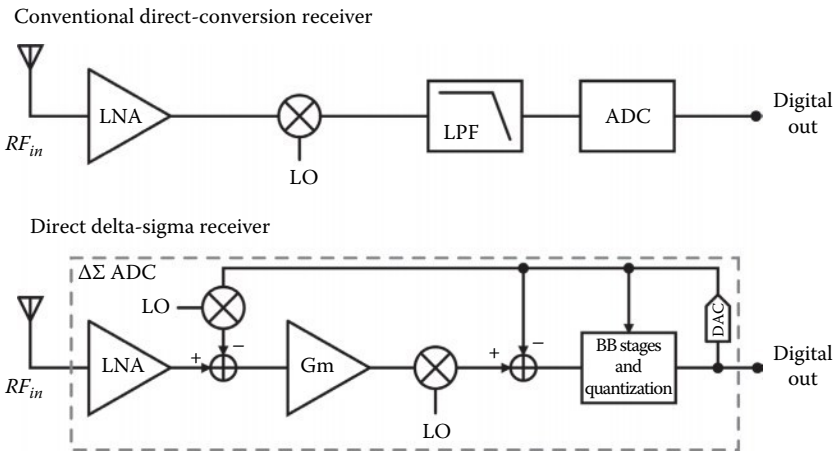 Conventional direct-conversion receiver
RFin
LNA
LO
LPF
ADC
Digital
out
Direct delta-sigma receiver
ΔΣ ADC
LO
RFin
LNA
+
−
Gm
LO
+
−
BB stages
and
quantization
DAC
Digital
out